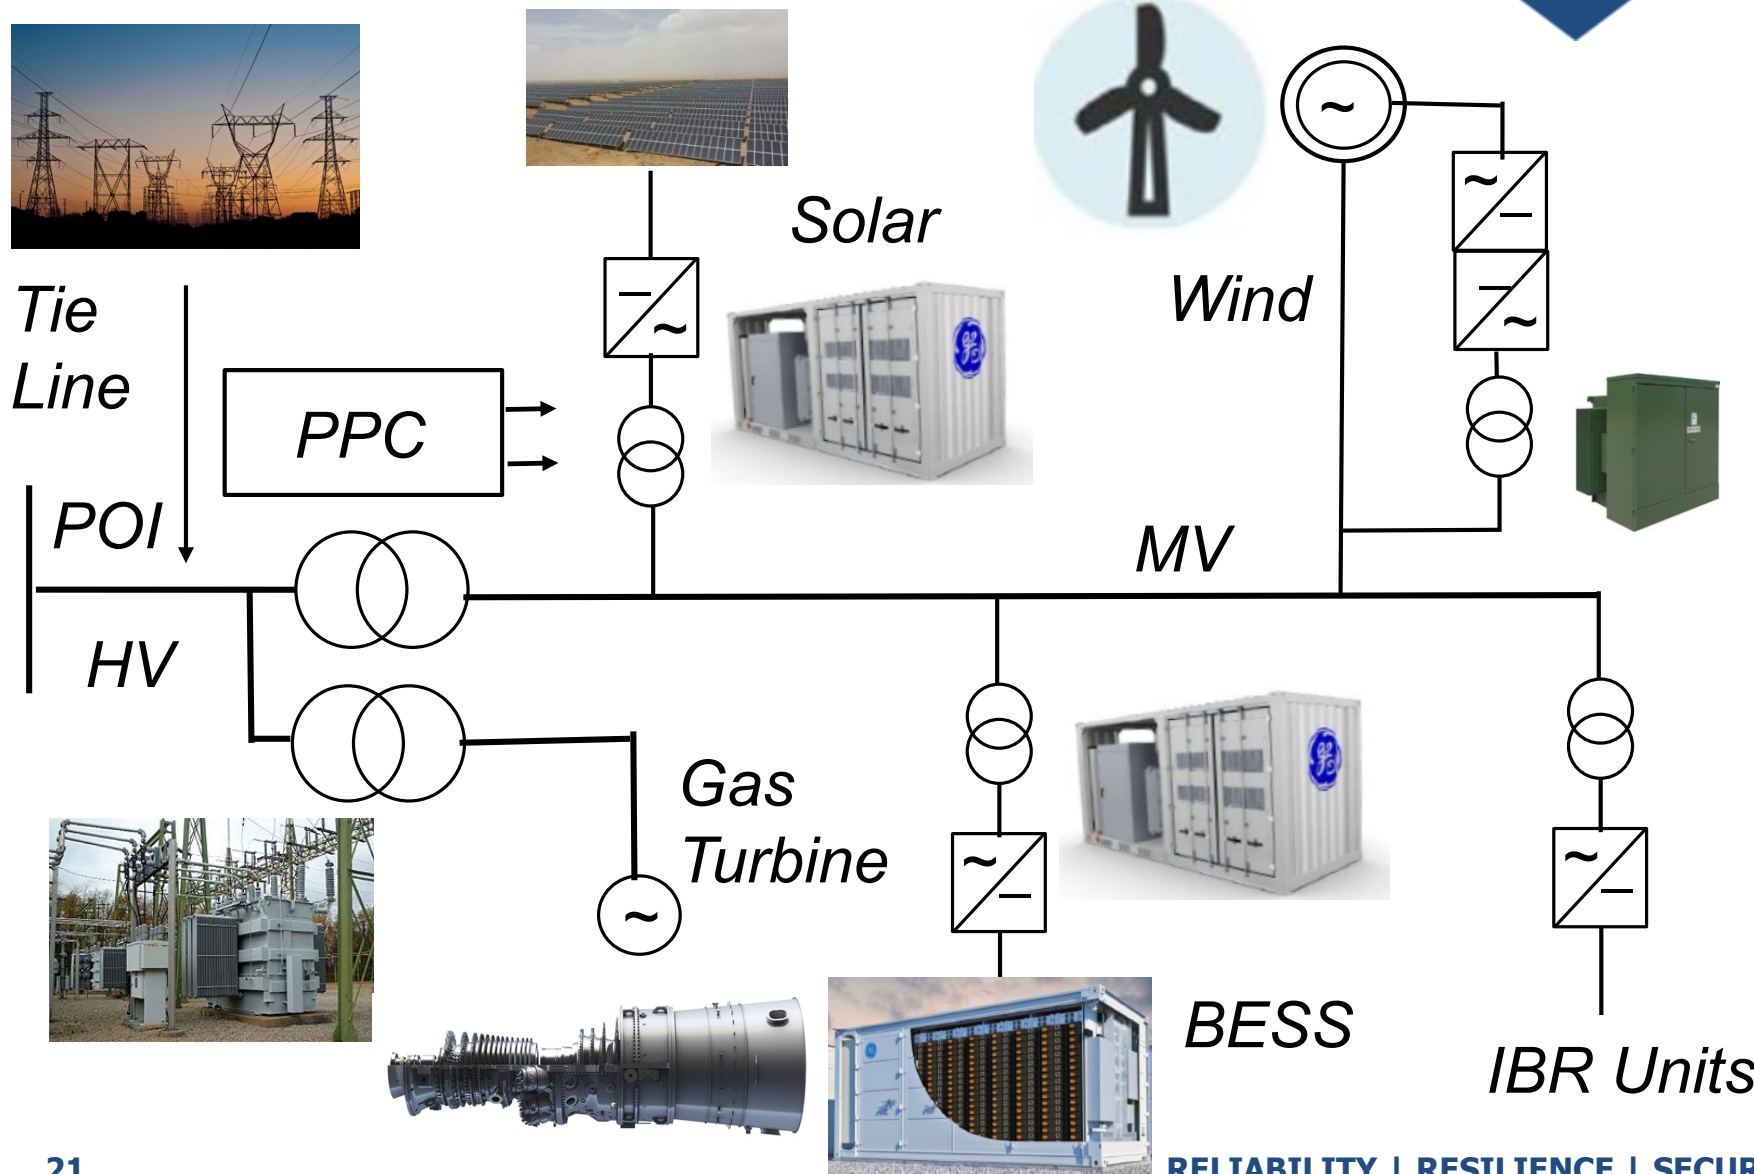 Solar
Wind
Tie
Line
PPC
POI
MV
HV
Gas
Turbine
BESS
IBR Units
21
RELIABILITY | RESILIENCE | SECUR